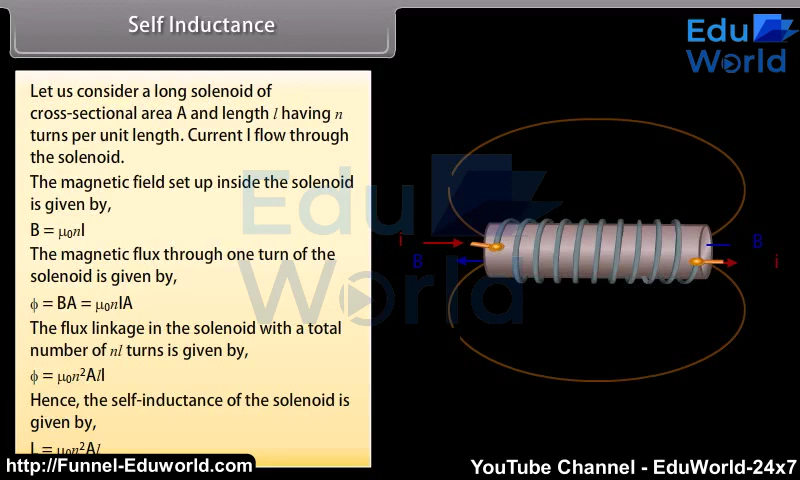 Self Inductance
Edu
World
Let us consider a long solenoid of
cross-sectional area A and length l having n
turns per unit length. Current I flow through
the solenoid.
The magnetic field set up inside the solenoid
is given by,
B = μ₀nI
The magnetic flux through one turn of the
solenoid is given by,
ϕ = BA = μ₀nIA
The flux linkage in the solenoid with a total
number of nl turns is given by,
ϕ = μ₀n²AlI
Hence, the self-inductance of the solenoid is
given by,
L = μ₀n²Al
Edu
World
i
B
B
i
http://Funnel-Eduworld.com
YouTube Channel - EduWorld-24x7